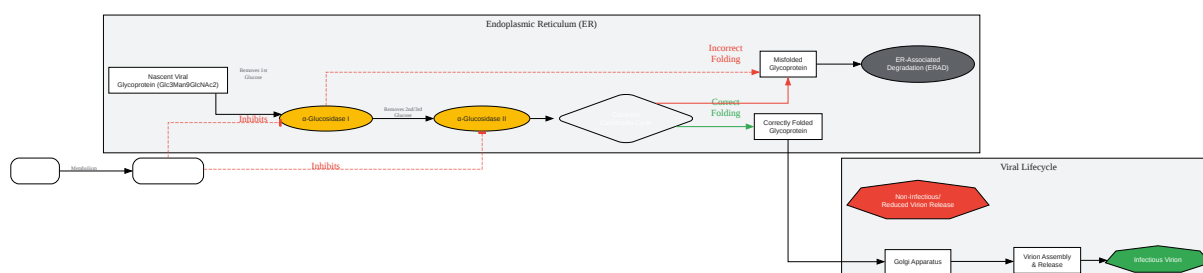 Endoplasmic Reticulum (ER)
Incorrect
Folding
Misfolded
Glycoprotein
ER-Associated
Degradation (ERAD)
Removes 1st
Glucose
Nascent Viral
Glycoprotein (Glc3Man9GlcNAc2)
Correct
Folding
Removes 2nd/3rd
Glucose
α-Glucosidase I
α-Glucosidase II
Inhibits
Correctly Folded
Glycoprotein
Metabolism
Inhibits
Viral Lifecycle
Non-Infectious/
Reduced Virion Release
Golgi Apparatus
Virion Assembly
& Release
Infectious Virion